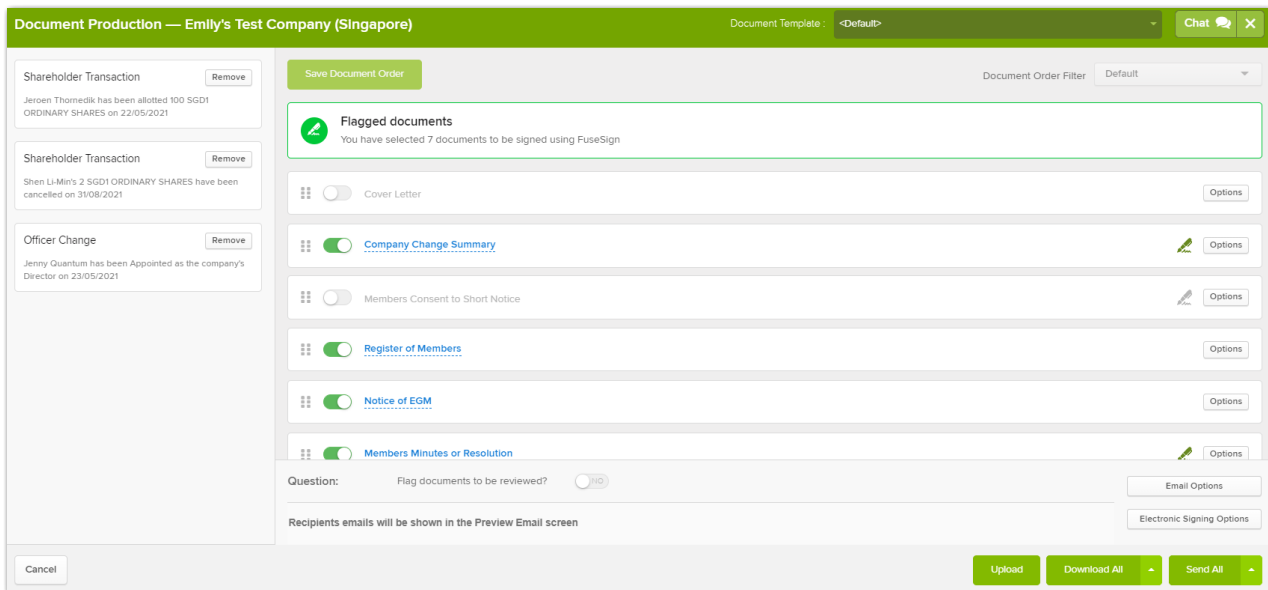 Document Production — Emily's Test Company (Singapore)
Document Template :
<Default>
Chat
Shareholder Transaction
Remove
Jeroen Thornedik has been allotted 100 SGD1
ORDINARY SHARES on 22/05/2021
Shareholder Transaction
Remove
Shen Li-Min's 2 SGD1 ORDINARY SHARES have been
cancelled on 31/08/2021
Officer Change
Remove
Jenny Quantum has been Appointed as the company's
Director on 23/05/2021
Save Document Order
Document Order Filter
Default
Flagged documents
You have selected 7 documents to be signed using FuseSign
Cover Letter
Options
Company Change Summary
Options
Members Consent to Short Notice
Options
Register of Members
Options
Notice of EGM
Options
Members Minutes or Resolution
Options
Question:
Flag documents to be reviewed?
NO
Email Options
Recipients emails will be shown in the Preview Email screen
Electronic Signing Options
Cancel
Upload
Download All
Send All